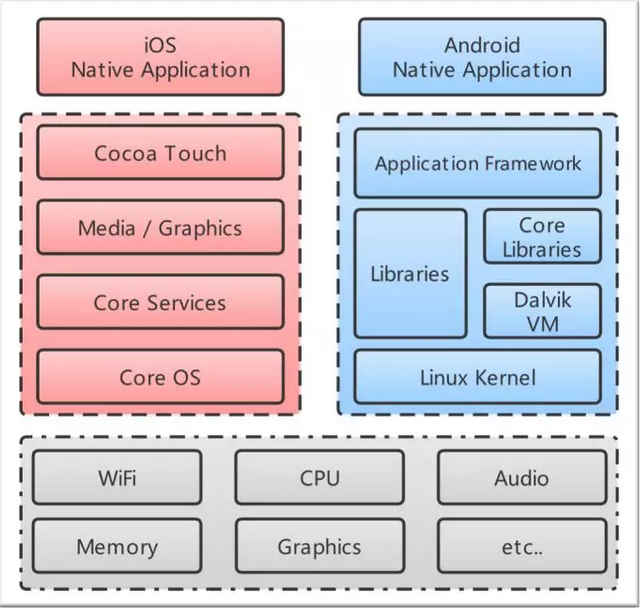 iOS
Native Application
Android
Native Application
Cocoa Touch
Media / Graphics
Core Services
Core OS
Application Framework
Libraries
Core
Libraries
Dalvik
VM
Linux Kernel
WiFi
CPU
Audio
Memory
Graphics
etc..